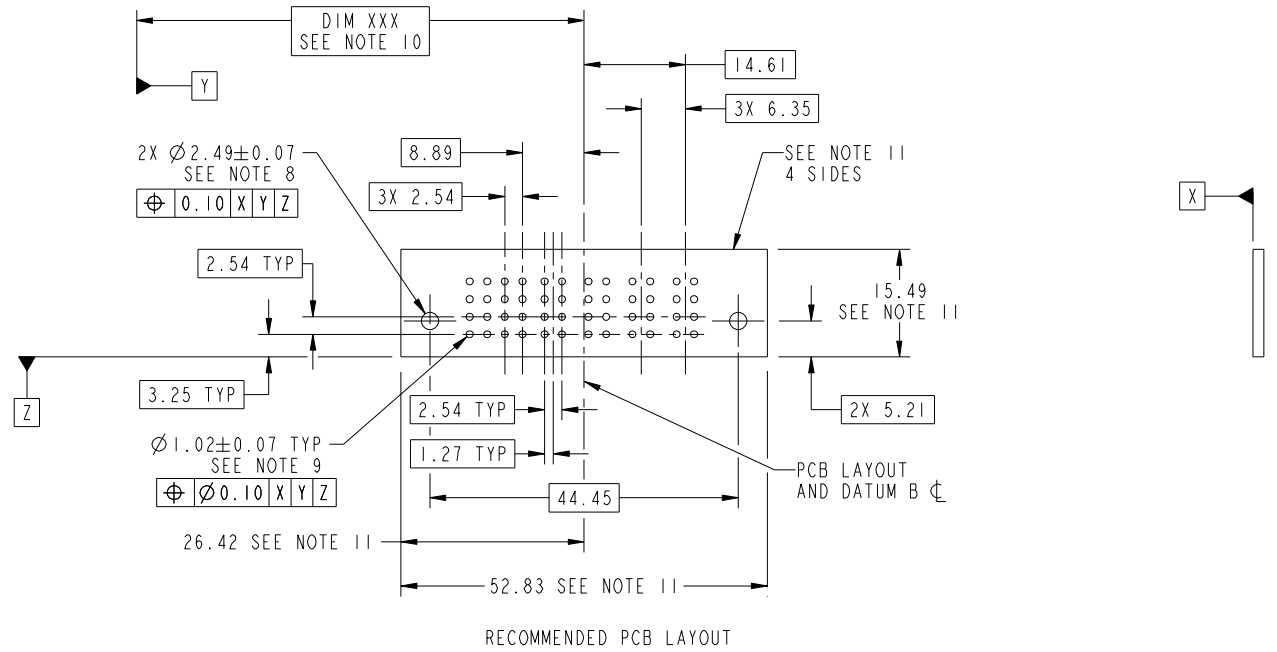 DIM XXX
SEE NOTE 10
14.61
Y
3X 6.35
2X Ø2.49±0.07
SEE NOTE 8
8.89
SEE NOTE 11
4 SIDES
⌖ 0.10 X Y Z
3X 2.54
X
2.54 TYP
15.49
SEE NOTE 11
3.25 TYP
Z
2.54 TYP
2X 5.21
Ø1.02±0.07 TYP
SEE NOTE 9
1.27 TYP
⌖ Ø0.10 X Y Z
44.45
PCB LAYOUT
AND DATUM B ℄
26.42 SEE NOTE 11
52.83 SEE NOTE 11
RECOMMENDED PCB LAYOUT